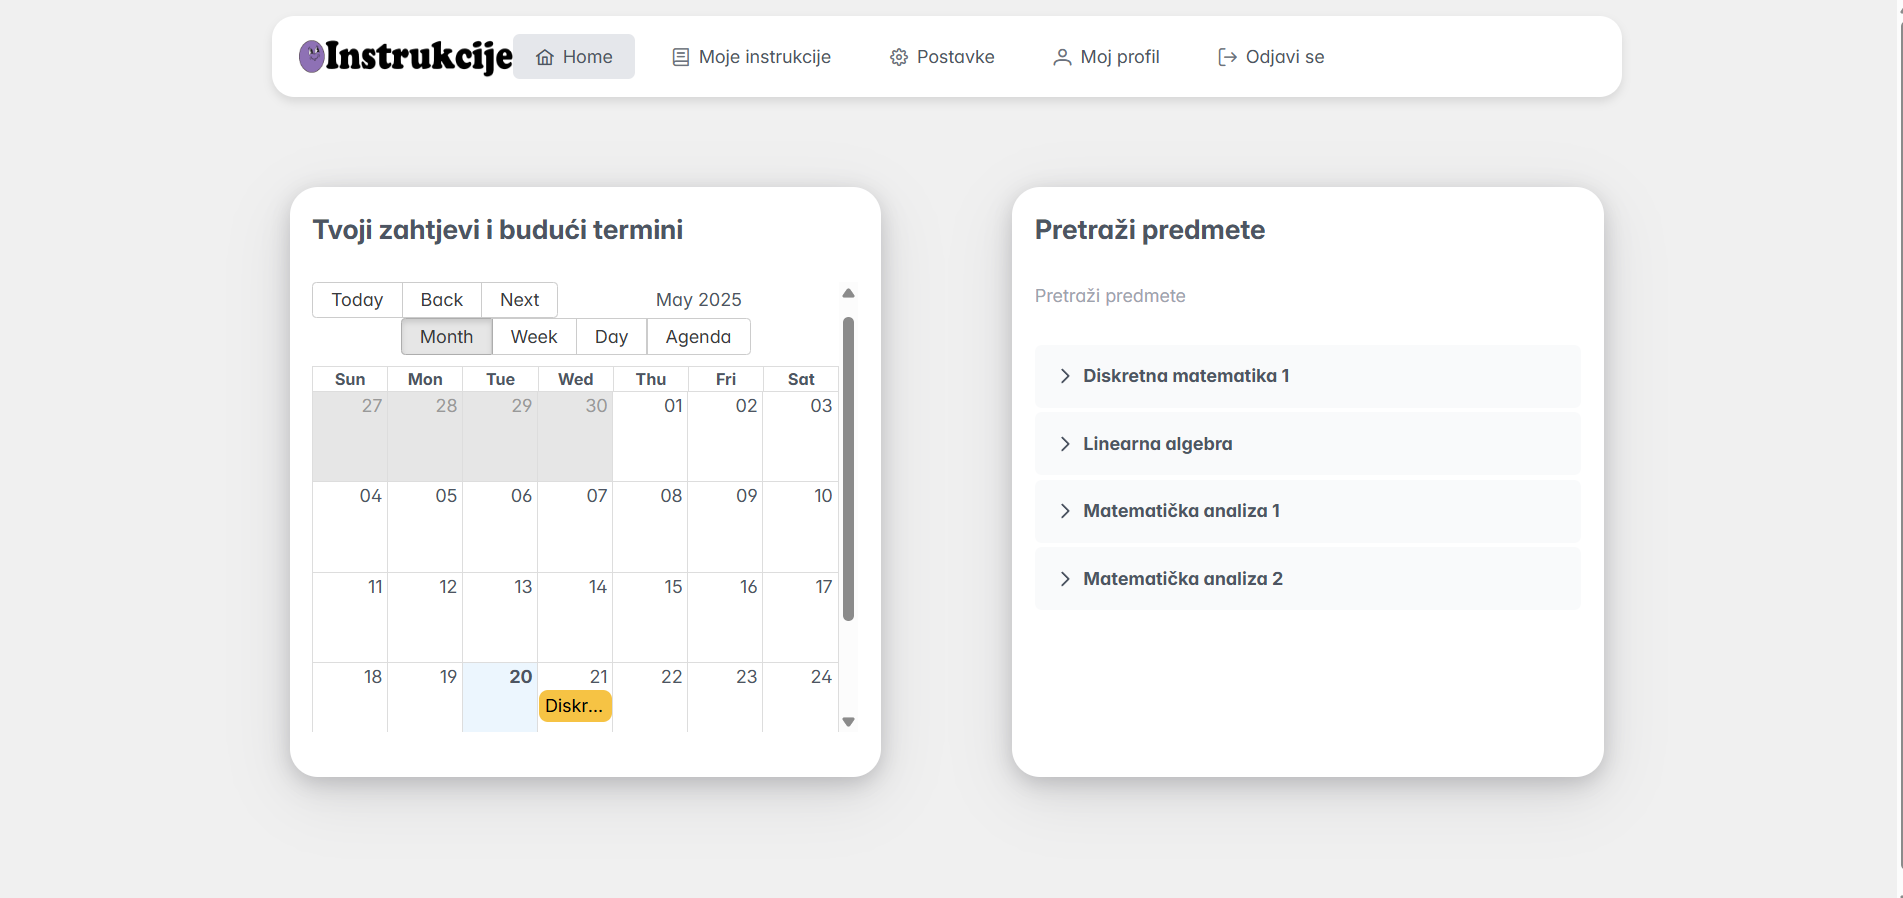 Instrukcije Home Moje instrukcije Postavke Moj profil Odjavi se
Tvoji zahtjevi i budući termini
Today Back Next May 2025
Month Week Day Agenda
Sun Mon Tue Wed Thu Fri Sat
27 28 29 30 01 02 03
04 05 06 07 08 09 10
11 12 13 14 15 16 17
18 19 20 21 22 23 24
Diskr...
Pretraži predmete
Pretraži predmete
Diskretna matematika 1
Linearna algebra
Matematička analiza 1
Matematička analiza 2